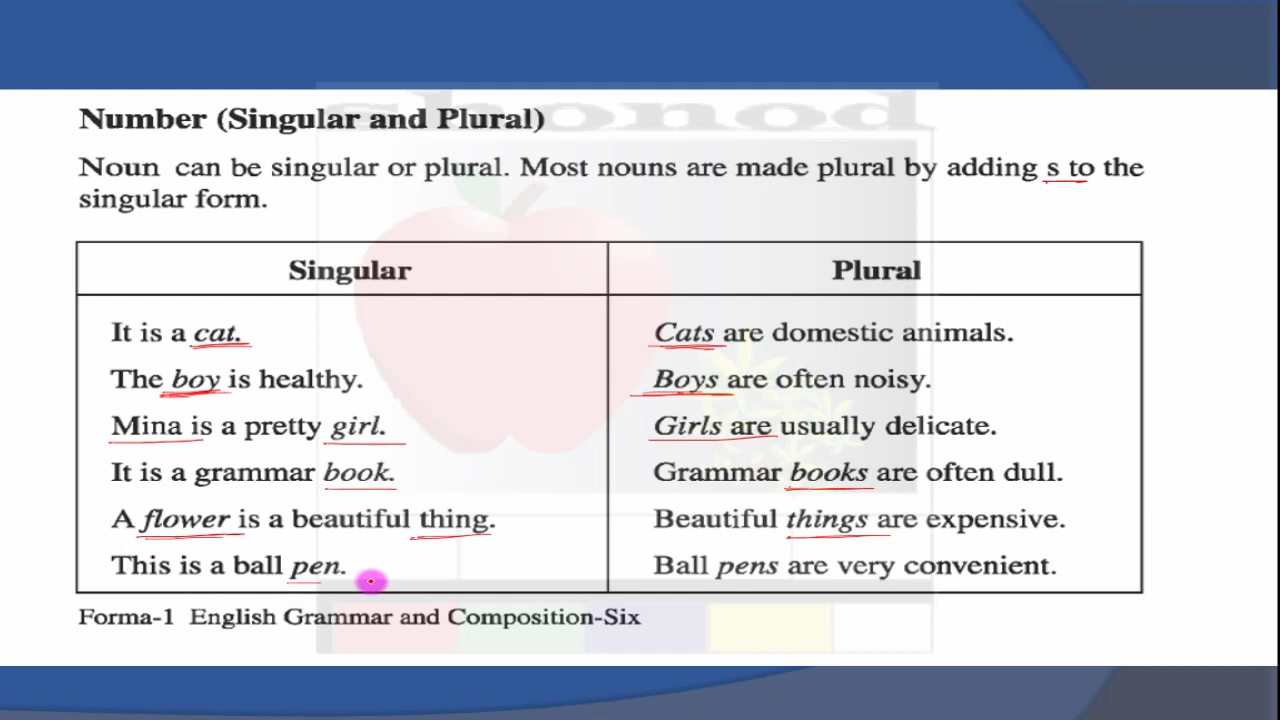 shonod
Number (Singular and Plural)
Noun can be singular or plural. Most nouns are made plural by adding s to the
singular form.
Singular
Plural
It is a cat.
Cats are domestic animals.
The boy is healthy.
Boys are often noisy.
Mina is a pretty girl.
Girls are usually delicate.
It is a grammar book.
Grammar books are often dull.
A flower is a beautiful thing.
Beautiful things are expensive.
This is a ball pen.
Ball pens are very convenient.
Forma-1 English Grammar and Composition-Six